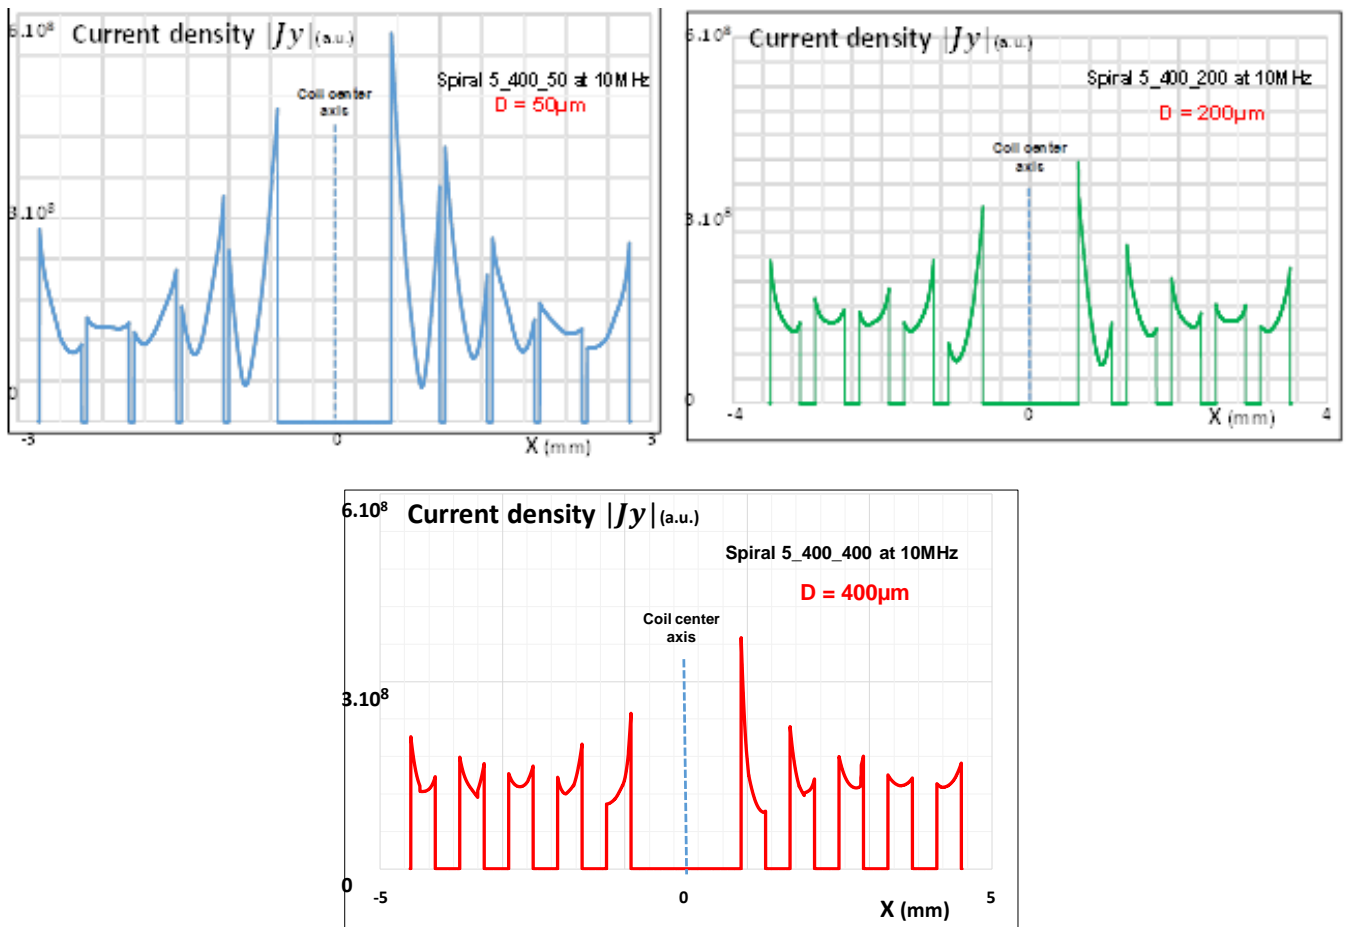 6.10⁸ Current density |Jy|(a.u.)
Spiral 5_400_50 at 10MHz
D = 50µm
Coil center
axis
3.10⁸
0
-3 0 3
X (mm)
6.10⁸ Current density |Jy|(a.u.)
Spiral 5_400_200 at 10MHz
D = 200µm
Coil center
axis
3.10⁸
0
-4 0 4
X (mm)
6.10⁸ Current density |Jy|(a.u.)
Spiral 5_400_400 at 10MHz
D = 400µm
Coil center
axis
3.10⁸
0
-5 0 5
X (mm)